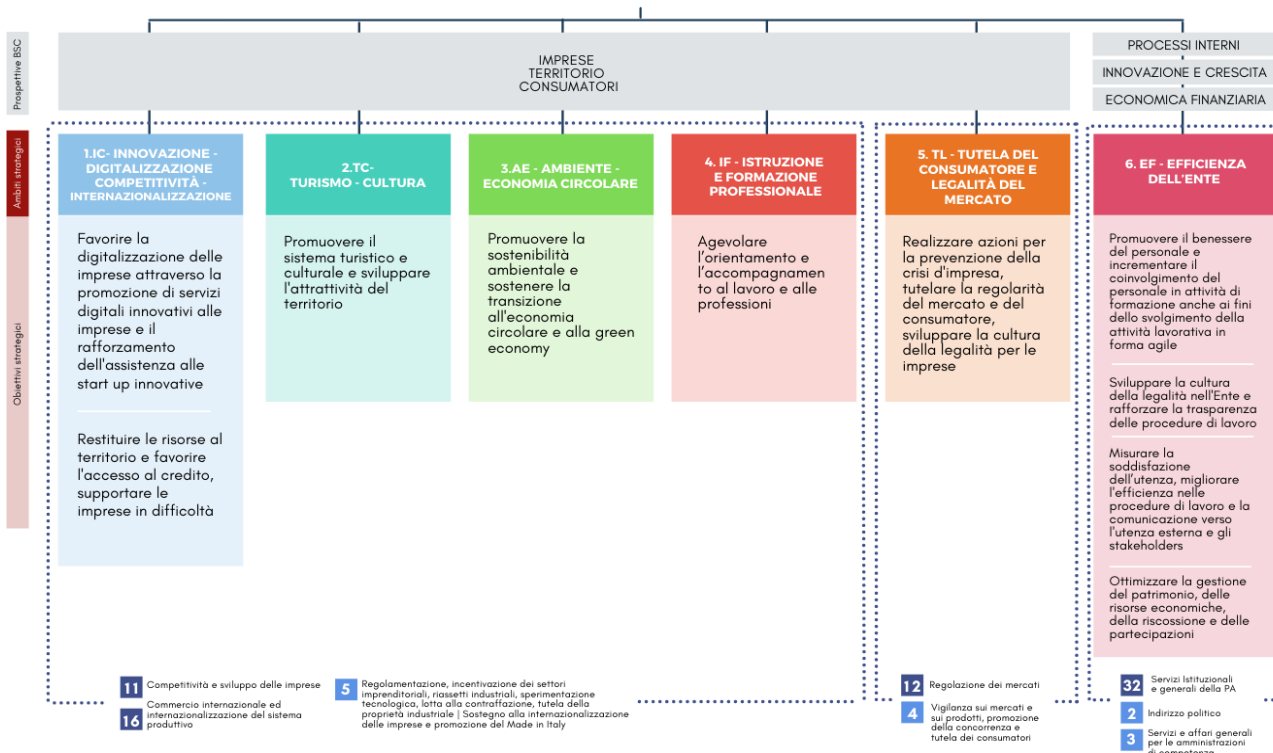 Prospettive BSC
IMPRESE
TERRITORIO
CONSUMATORI
PROCESSI INTERNI
INNOVAZIONE E CRESCITA
ECONOMICA FINANZIARIA
Ambiti strategici
1.IC- INNOVAZIONE -
DIGITALIZZAZIONE
COMPETITIVITÀ -
INTERNAZIONALIZZAZIONE
2.TC-
TURISMO - CULTURA
3.AE - AMBIENTE -
ECONOMIA CIRCOLARE
4. IF - ISTRUZIONE
E FORMAZIONE
PROFESSIONALE
5. TL - TUTELA DEL
CONSUMATORE E
LEGALITÀ DEL
MERCATO
6. EF - EFFICIENZA
DELL'ENTE
Obiettivi strategici
Favorire la
digitalizzazione delle
imprese attraverso la
promozione di servizi
digitali innovativi alle
imprese e il
rafforzamento
dell'assistenza alle
start up innovative
Restituire le risorse al
territorio e favorire
l'accesso al credito,
supportare le
imprese in difficoltà
Promuovere il
sistema turistico e
culturale e sviluppare
l'attrattività del
territorio
Promuovere la
sostenibilità
ambientale e
sostenere la
transizione
all'economia
circolare e alla green
economy
Agevolare
l'orientamento e
l'accompagnamen
to al lavoro e alle
professioni
Realizzare azioni per
la prevenzione della
crisi d'impresa,
tutelare la regolarità
del mercato e del
consumatore,
sviluppare la cultura
della legalità per le
imprese
Promuovere il benessere
del personale e
incrementare il
coinvolgimento del
personale in attività di
formazione anche ai fini
dello svolgimento della
attività lavorativa in
forma agile
Sviluppare la cultura
della legalità nell'Ente e
rafforzare la trasparenza
delle procedure di lavoro
Misurare la
soddisfazione
dell'utenza, migliorare
l'efficienza nelle
procedure di lavoro e la
comunicazione verso
l'utenza esterna e gli
stakeholders
Ottimizzare la gestione
del patrimonio, delle
risorse economiche,
della riscossione e delle
partecipazioni
11 Competitività e sviluppo delle imprese
16 Commercio internazionale ed
internazionalizzazione del sistema
produttivo
5 Regolamentazione, incentivazione dei settori
imprenditoriali, riassetti industriali, sperimentazione
tecnologica, lotta alla contraffazione, tutela della
proprietà industriale | Sostegno alla internazionalizzazione
delle imprese e promozione del Made in Italy
12 Regolazione dei mercati
4 Vigilanza sui mercati e
sui prodotti, promozione
della concorrenza e
tutela dei consumatori
32 Servizi Istituzionali
e generali della PA
2 Indirizzo politico
3 Servizi e affari generali
per le amministrazioni
di competenza